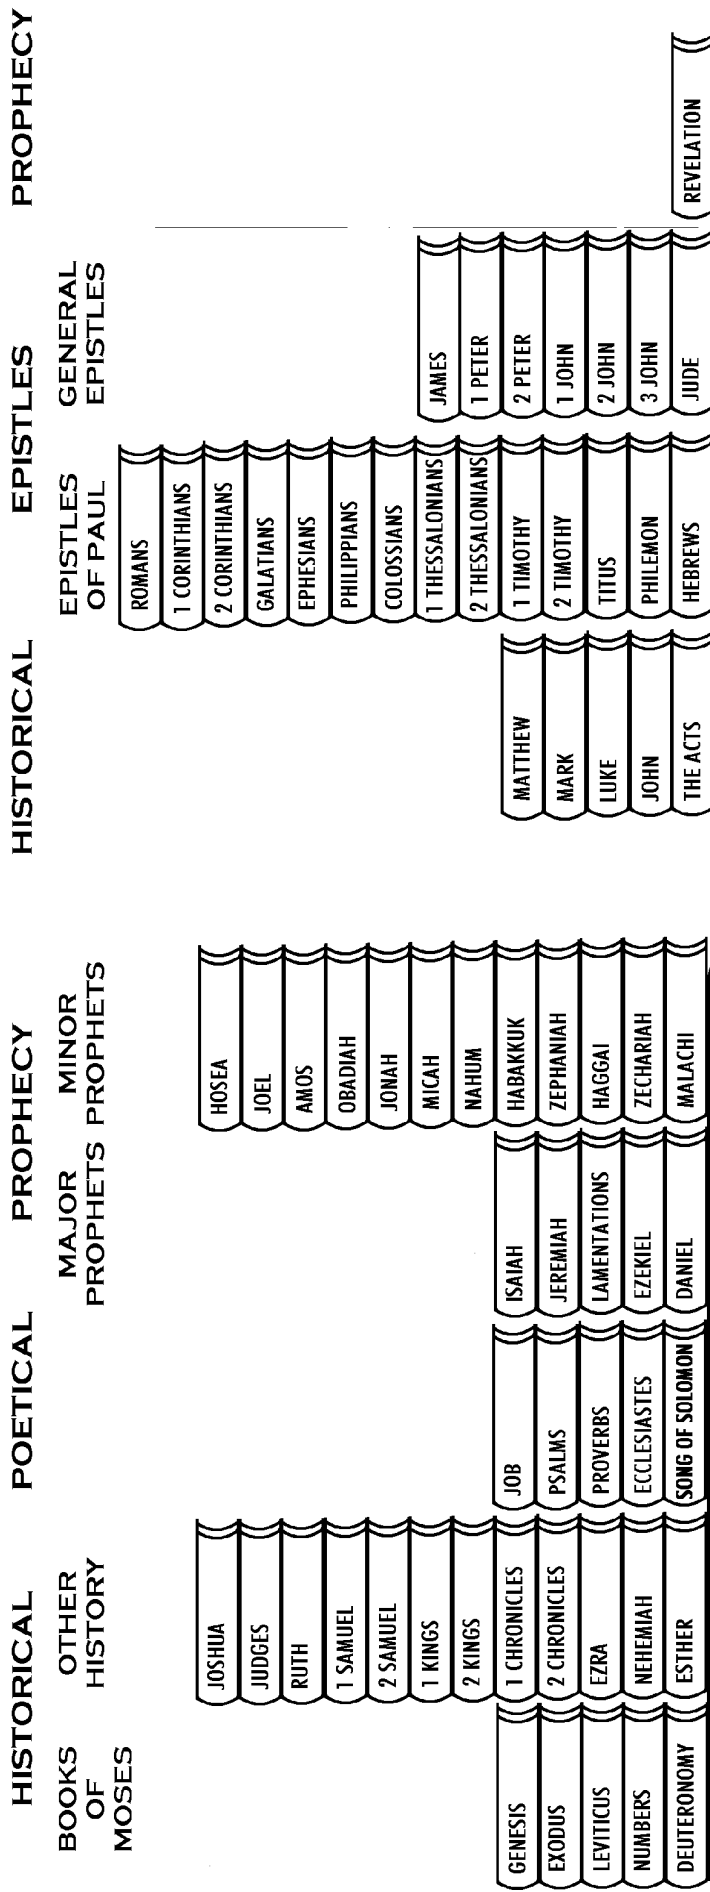 HISTORICAL
BOOKS
OF
MOSES
GENESIS
EXODUS
LEVITICUS
NUMBERS
DEUTERONOMY
OTHER
HISTORY
JOSHUA
JUDGES
RUTH
1 SAMUEL
2 SAMUEL
1 KINGS
2 KINGS
1 CHRONICLES
2 CHRONICLES
EZRA
NEHEMIAH
ESTHER
POETICAL
JOB
PSALMS
PROVERBS
ECCLESIASTES
SONG OF SOLOMON
PROPHECY
MAJOR
PROPHETS
ISAIAH
JEREMIAH
LAMENTATIONS
EZEKIEL
DANIEL
MINOR
PROPHETS
HOSEA
JOEL
AMOS
OBADIAH
JONAH
MICAH
NAHUM
HABAKKUK
ZEPHANIAH
HAGGAI
ZECHARIAH
MALACHI
HISTORICAL
MATTHEW
MARK
LUKE
JOHN
THE ACTS
EPISTLES
EPISTLES
OF PAUL
ROMANS
1 CORINTHIANS
2 CORINTHIANS
GALATIANS
EPHESIANS
PHILIPPIANS
COLOSSIANS
1 THESSALONIANS
2 THESSALONIANS
1 TIMOTHY
2 TIMOTHY
TITUS
PHILEMON
HEBREWS
GENERAL
EPISTLES
JAMES
1 PETER
2 PETER
1 JOHN
2 JOHN
3 JOHN
JUDE
PROPHECY
REVELATION